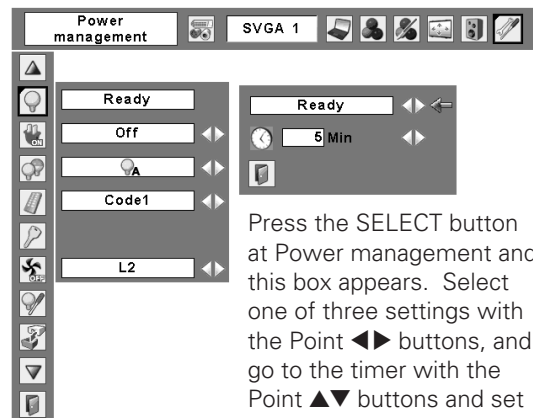 Power
management
SVGA 1
Ready
Off
A
Code1
L2
ON
OFF
Ready
5 Min
Press the SELECT button
at Power management and
this box appears.  Select
one of three settings with
the Point ◀▶ buttons, and
go to the timer with the
Point ▲▼ buttons and set